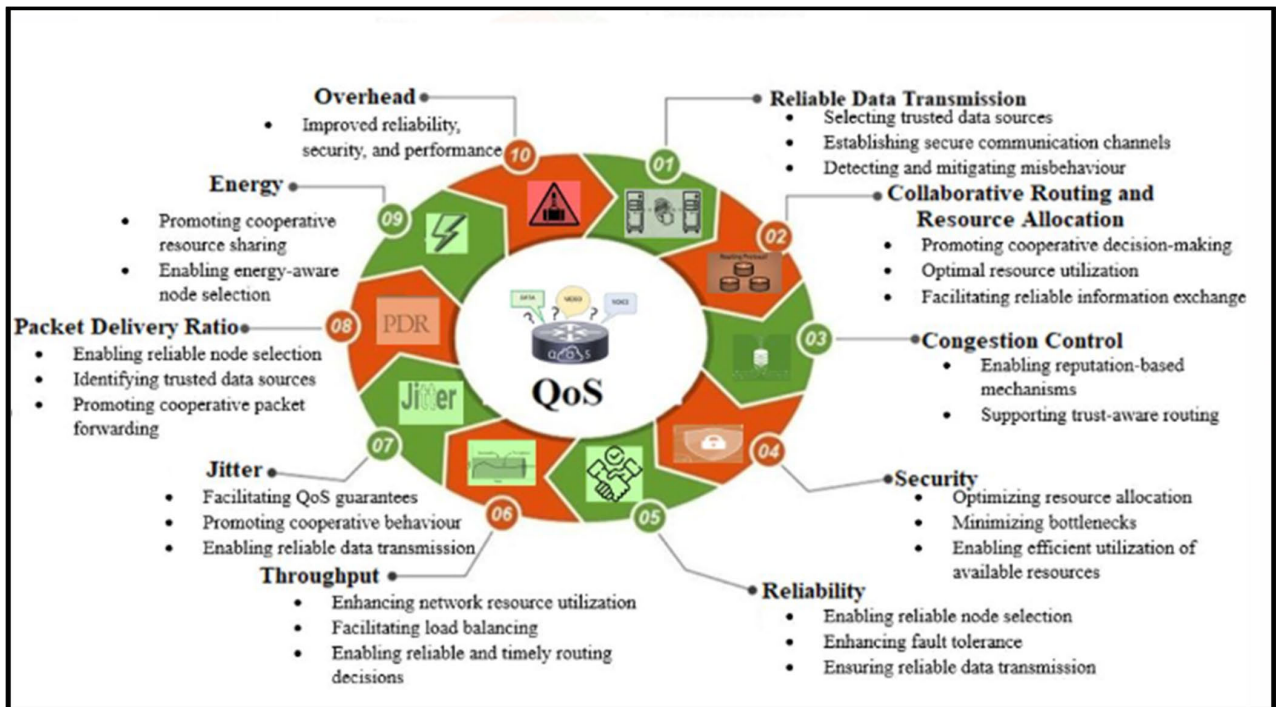 Overhead
• Improved reliability,
security, and performance
10
01
Reliable Data Transmission
• Selecting trusted data sources
• Establishing secure communication channels
• Detecting and mitigating misbehaviour
02
Collaborative Routing and
Resource Allocation
• Promoting cooperative decision-making
• Optimal resource utilization
• Facilitating reliable information exchange
Routing Protocol
03
Congestion Control
• Enabling reputation-based
mechanisms
• Supporting trust-aware routing
04
Security
• Optimizing resource allocation
• Minimizing bottlenecks
• Enabling efficient utilization of
available resources
05
Reliability
• Enabling reliable node selection
• Enhancing fault tolerance
• Ensuring reliable data transmission
06
Throughput
• Enhancing network resource utilization
• Facilitating load balancing
• Enabling reliable and timely routing
decisions
07
Jitter
Jitter
• Facilitating QoS guarantees
• Promoting cooperative behaviour
• Enabling reliable data transmission
08
PDR
Packet Delivery Ratio
• Enabling reliable node selection
• Identifying trusted data sources
• Promoting cooperative packet
forwarding
09
Energy
• Promoting cooperative
resource sharing
• Enabling energy-aware
node selection
DATA
VIDEO
VOICE
? ? ?
QOS
QoS